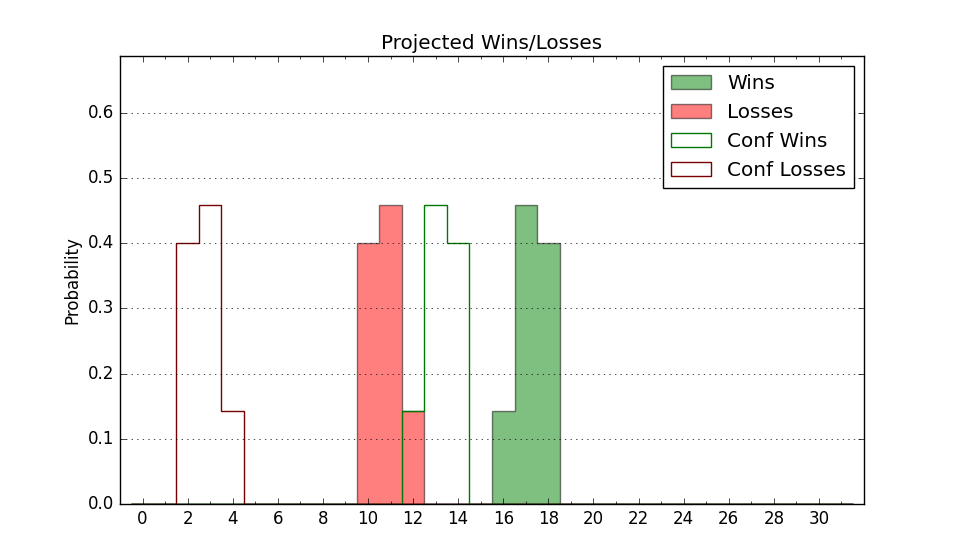 Projected Wins/Losses
Wins
Losses
Conf Wins
Conf Losses
Probability
0.6
0.5
0.4
0.3
0.2
0.1
0.0
0 2 4 6 8 10 12 14 16 18 20 22 24 26 28 30